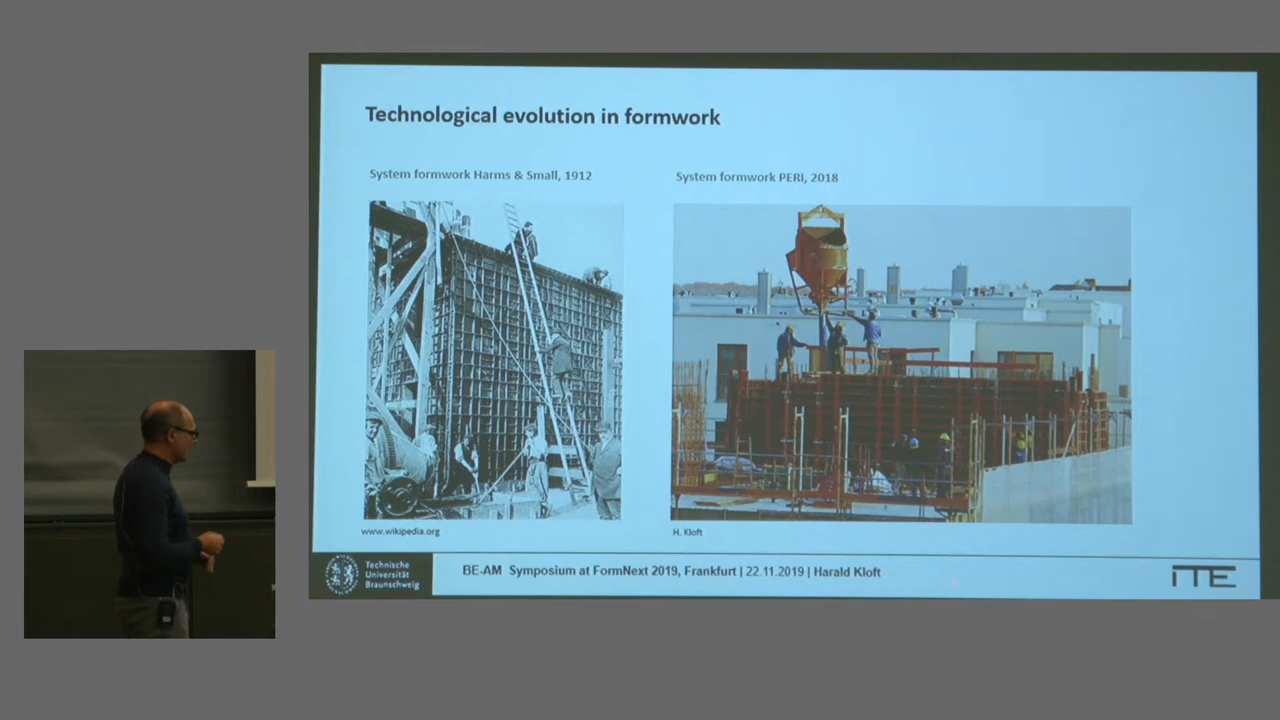 Technological evolution in formwork
System formwork Harms & Small, 1912
System formwork PERI, 2018
www.wikipedia.org
H. Kloft
Technische
Universität
Braunschweig
BE-AM Symposium at FormNext 2019, Frankfurt | 22.11.2019 | Harald Kloft
iTE